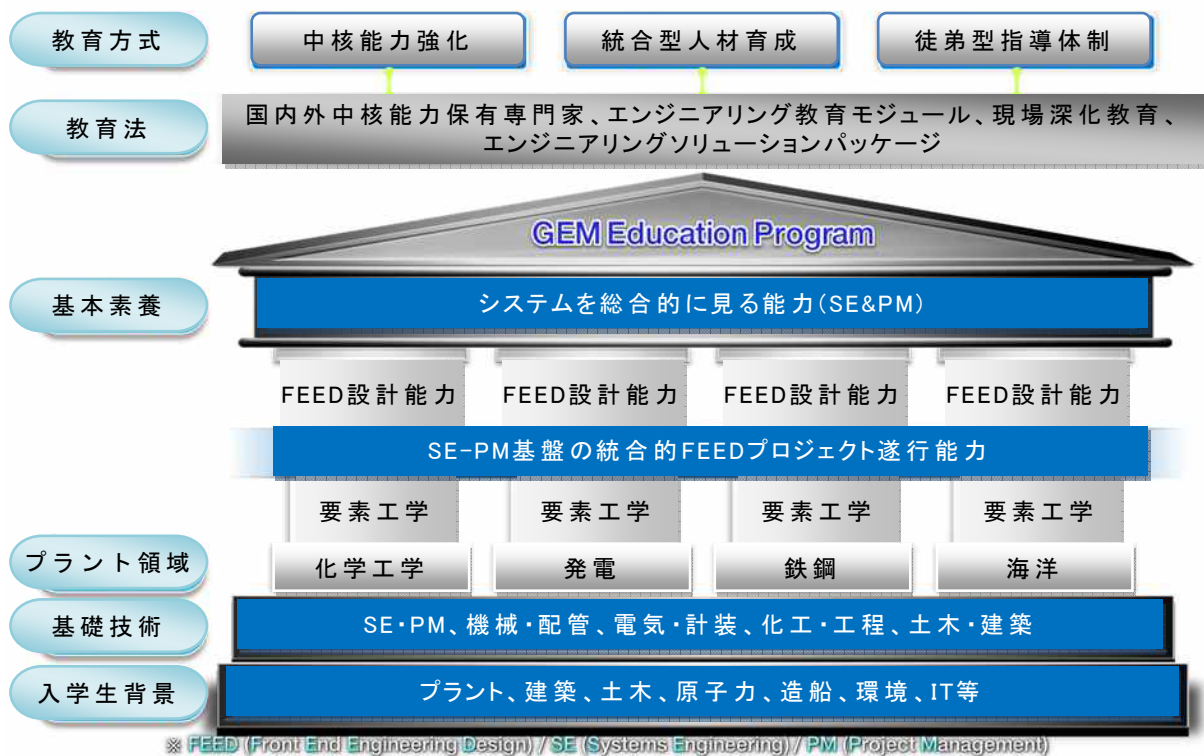 教育方式
中核能力強化
統合型人材育成
徒弟型指導体制
教育法
国内外中核能力保有専門家、エンジニアリング教育モジュール、現場深化教育、
エンジニアリングソリューションパッケージ
GEM Education Program
基本素養
システムを総合的に見る能力(SE&PM)
FEED設計能力
FEED設計能力
FEED設計能力
FEED設計能力
SE-PM基盤の統合的FEEDプロジェクト遂行能力
要素工学
要素工学
要素工学
要素工学
プラント領域
化学工学
発電
鉄鋼
海洋
基礎技術
SE・PM、機械・配管、電気・計装、化工・工程、土木・建築
入学生背景
プラント、建築、土木、原子力、造船、環境、IT等
※ FEED (Front End Engineering Design) / SE (Systems Engineering) / PM (Project Management)